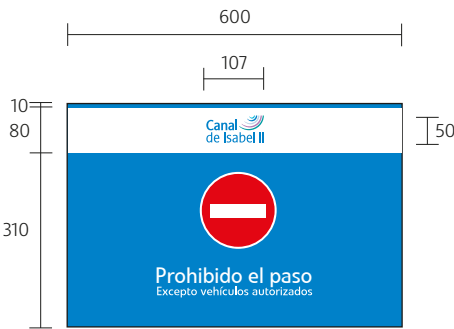 600
107
10
80
50
310
Canal
de Isabel II
Prohibido el paso
Excepto vehículos autorizados